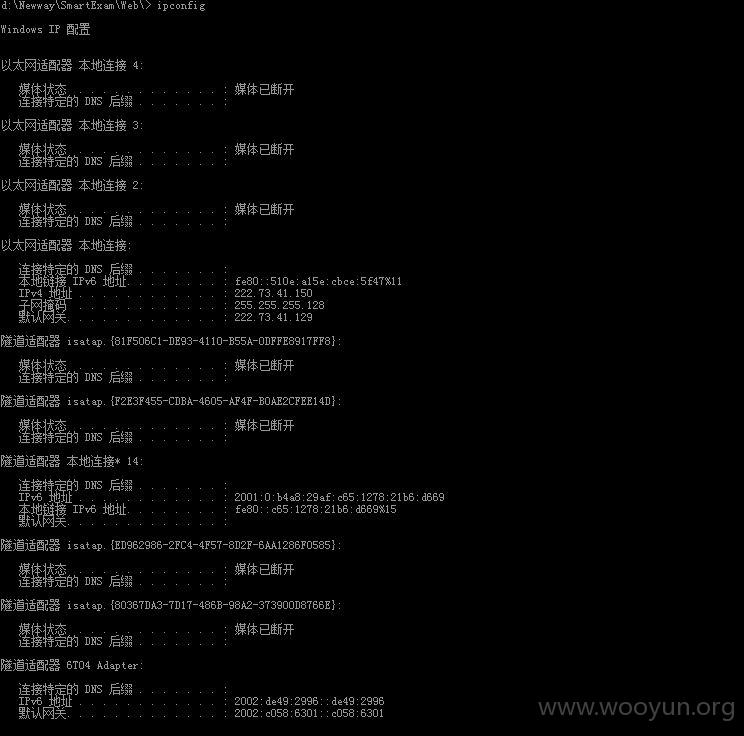 d:\Newway\SmartExam\Web\> ipconfig
Windows IP 配置
以太网适配器 本地连接 4:
媒体状态 . . . . . . . . . . . . : 媒体已断开
连接特定的 DNS 后缀 . . . . . . . :
以太网适配器 本地连接 3:
媒体状态 . . . . . . . . . . . . : 媒体已断开
连接特定的 DNS 后缀 . . . . . . . :
以太网适配器 本地连接 2:
媒体状态 . . . . . . . . . . . . : 媒体已断开
连接特定的 DNS 后缀 . . . . . . . :
以太网适配器 本地连接:
连接特定的 DNS 后缀 . . . . . . . :
本地链接 IPv6 地址. . . . . . . . : fe80::510e:a15e:cbce:5f47%11
IPv4 地址 . . . . . . . . . . . . : 222.73.41.150
子网掩码 . . . . . . . . . . . . : 255.255.255.128
默认网关. . . . . . . . . . . . . : 222.73.41.129
隧道适配器 isatap.{81F506C1-DE93-4110-B55A-0DFFE8917FF8}:
媒体状态 . . . . . . . . . . . . : 媒体已断开
连接特定的 DNS 后缀 . . . . . . . :
隧道适配器 isatap.{F2E3F455-CDBA-4605-AF4F-B0AE2CFEE14D}:
媒体状态 . . . . . . . . . . . . : 媒体已断开
连接特定的 DNS 后缀 . . . . . . . :
隧道适配器 本地连接* 14:
连接特定的 DNS 后缀 . . . . . . . :
IPv6 地址 . . . . . . . . . . . . : 2001:0:b4a8:29af:c65:1278:21b6:d669
本地链接 IPv6 地址. . . . . . . . : fe80::c65:1278:21b6:d669%15
默认网关. . . . . . . . . . . . . :
隧道适配器 isatap.{ED962986-2FC4-4F57-8D2F-6AA1286F0585}:
媒体状态 . . . . . . . . . . . . : 媒体已断开
连接特定的 DNS 后缀 . . . . . . . :
隧道适配器 isatap.{80367DA3-7D17-486B-98A2-373900D8766E}:
媒体状态 . . . . . . . . . . . . : 媒体已断开
连接特定的 DNS 后缀 . . . . . . . :
隧道适配器 6TO4 Adapter:
连接特定的 DNS 后缀 . . . . . . . :
IPv6 地址 . . . . . . . . . . . . : 2002:de49:2996::de49:2996
默认网关. . . . . . . . . . . . . : 2002:c058:6301::c058:6301
www.wooyun.org